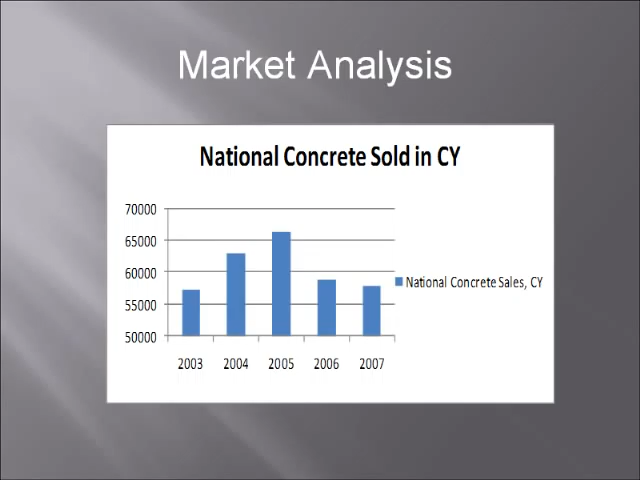 Market Analysis
National Concrete Sold in CY
70000
65000
60000
55000
50000
National Concrete Sales, CY
2003 2004 2005 2006 2007